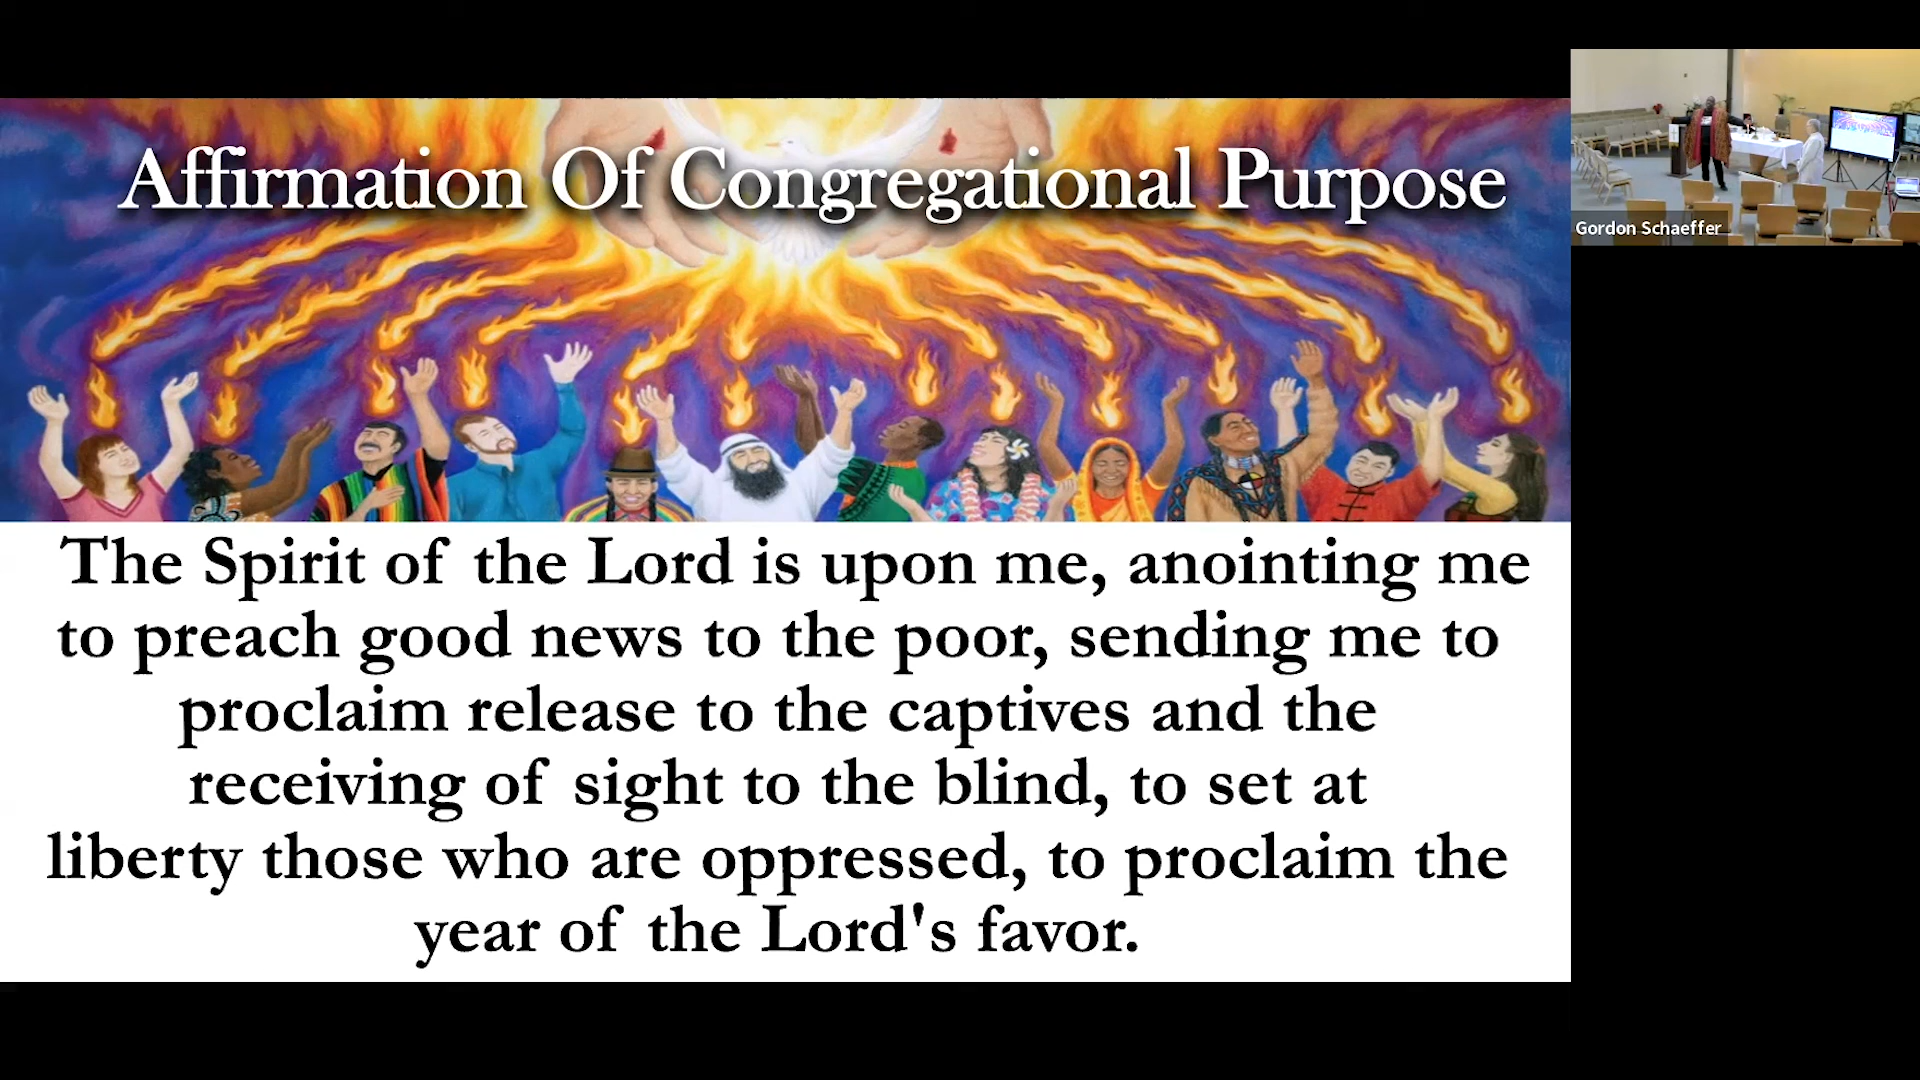 Affirmation Of Congregational Purpose
Gordon Schaeffer
The Spirit of the Lord is upon me, anointing me
to preach good news to the poor, sending me to
proclaim release to the captives and the
receiving of sight to the blind, to set at
liberty those who are oppressed, to proclaim the
year of the Lord's favor.